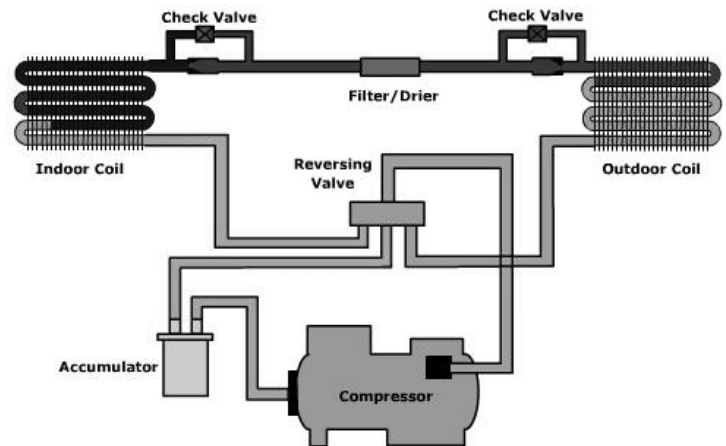 Check Valve
Check Valve
Filter/Drier
Indoor Coil
Reversing
Valve
Outdoor Coil
Accumulator
Compressor